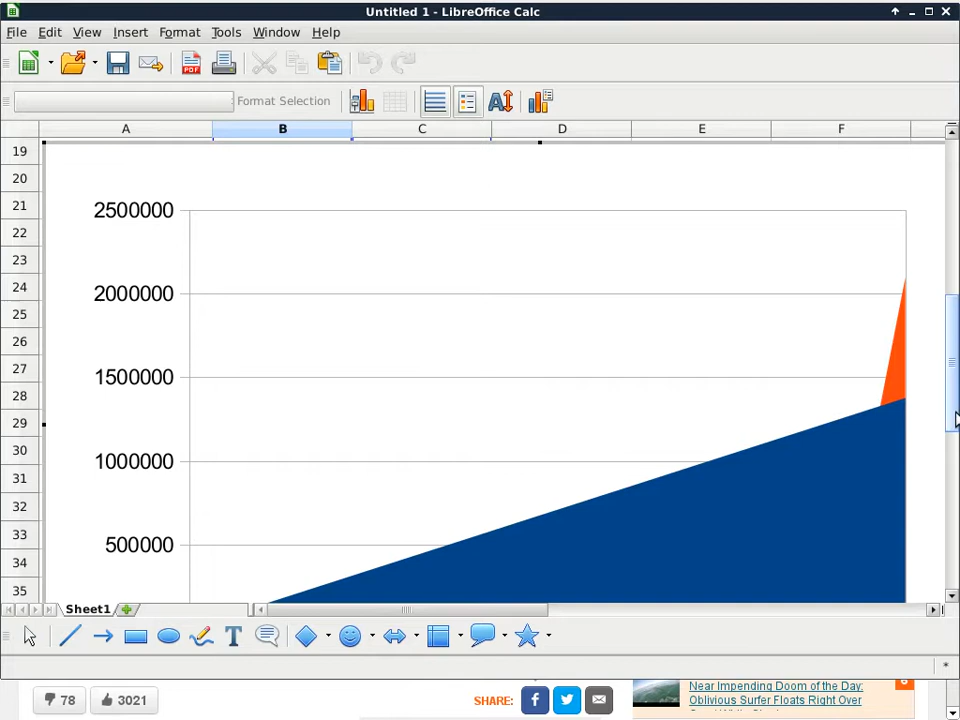 Untitled 1 - LibreOffice Calc
File Edit View Insert Format Tools Window Help
PDF
Format Selection
A B C D E F
19
20
21
22
23
24
25
26
27
28
29
30
31
32
33
34
35
2500000
2000000
1500000
1000000
500000
Sheet1
T
*
78 3021 SHARE:
Near Impending Doom of the Day:
Oblivious Surfer Floats Right Over